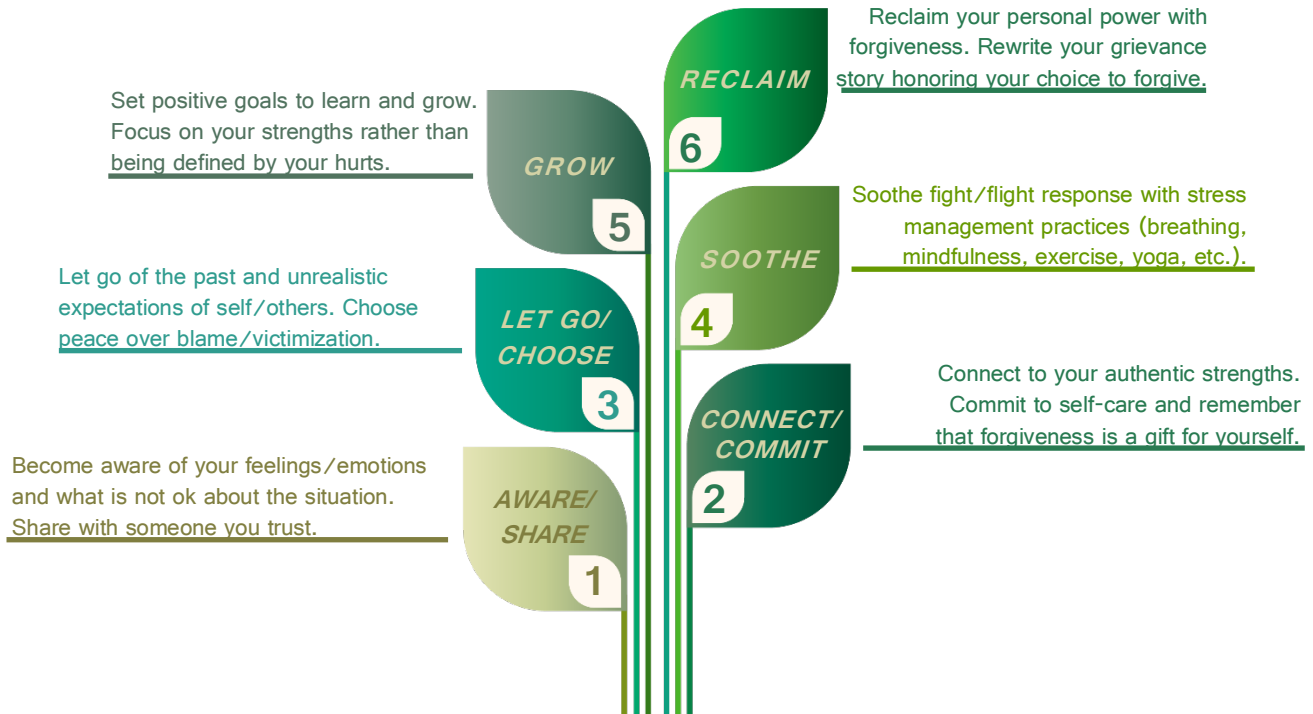 Reclaim your personal power with
forgiveness. Rewrite your grievance
story honoring your choice to forgive.
RECLAIM
6
Set positive goals to learn and grow.
Focus on your strengths rather than
being defined by your hurts.
GROW
5
Soothe fight/flight response with stress
management practices (breathing,
mindfulness, exercise, yoga, etc.).
SOOTHE
4
Let go of the past and unrealistic
expectations of self/others. Choose
peace over blame/victimization.
LET GO/
CHOOSE
3
Connect to your authentic strengths.
Commit to self-care and remember
that forgiveness is a gift for yourself.
CONNECT/
COMMIT
2
Become aware of your feelings/emotions
and what is not ok about the situation.
Share with someone you trust.
AWARE/
SHARE
1